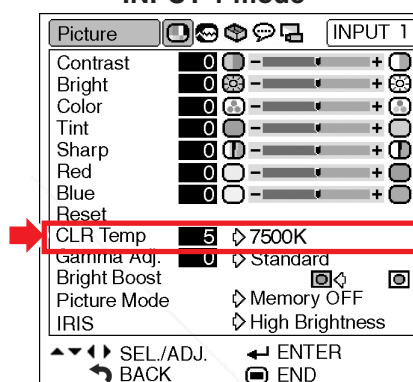 INPUT 1 mode
Picture INPUT 1
Contrast 0 - +
Bright 0 - +
Color 0 - +
Tint 0 - +
Sharp 0 - +
Red 0 - +
Blue 0 - +
Reset
CLR Temp 5 7500K
Gamma Adj. 0 Standard
Bright Boost
Picture Mode Memory OFF
IRIS High Brightness
SEL./ADJ. ENTER
BACK END